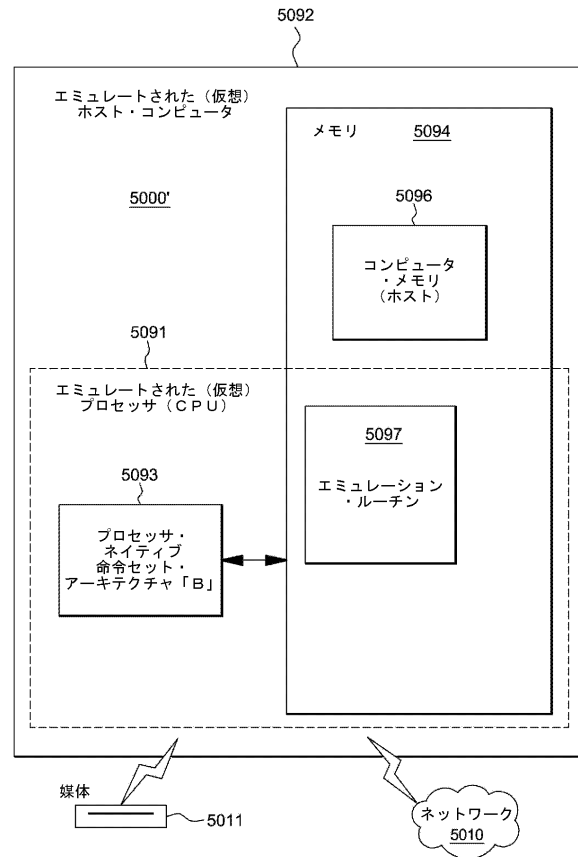 5092
エミュレートされた(仮想)
ホスト・コンピュータ
5000'
メモリ 5094
5096
コンピュータ
・メモリ
(ホスト)
5091
エミュレートされた(仮想)
プロセッサ(CPU)
5097
エミュレーション
・ルーチン
5093
プロセッサ・
ネイティブ
命令セット・
アーキテクチャ「B」
媒体
5011
ネットワーク
5010